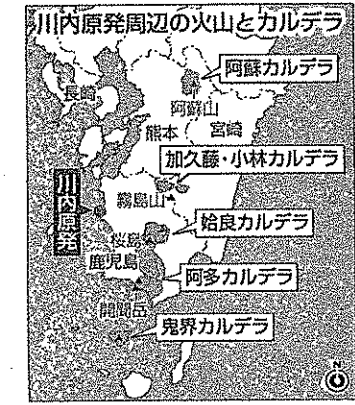 川内原発周辺の火山とカルデラ
阿蘇カルデラ
長崎
阿蘇山
熊本
宮崎
加久藤・小林カルデラ
川内原発
霧島山
姶良カルデラ
桜島
鹿児島
阿多カルデラ
開聞岳
鬼界カルデラ
N